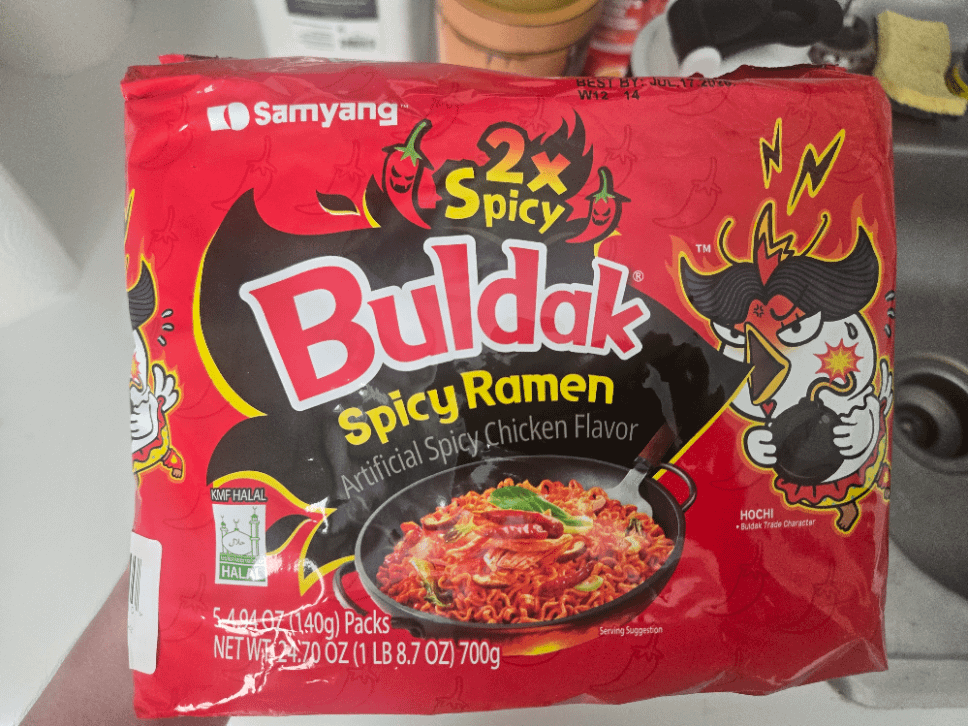 Samyang™
BEST BY: JUL 17
W12 14
2x
Spicy
Buldak®
Spicy Ramen
Artificial Spicy Chicken Flavor
TM
KMF HALAL
HALAL
HOCHI
• Buldak Trade Character
5-4.94 OZ (140g) Packs
NET WT. 24.70 OZ (1 LB 8.7 OZ) 700g
Serving Suggestion